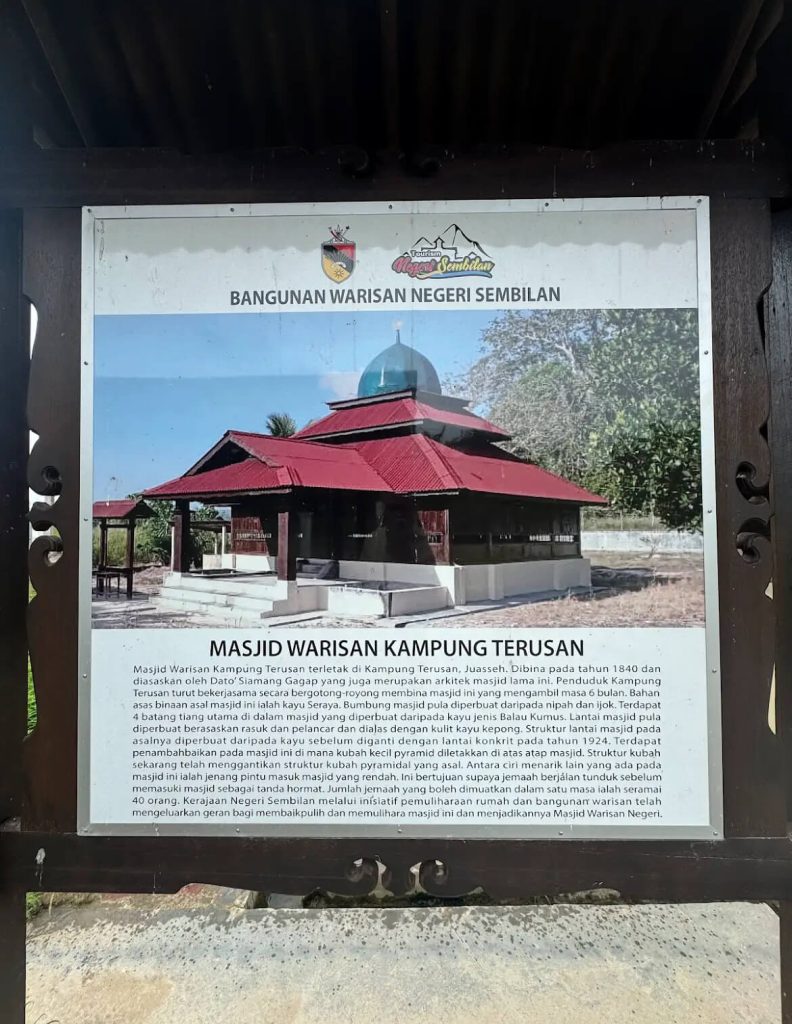 Tourism
Negeri Sembilan
BANGUNAN WARISAN NEGERI SEMBILAN
MASJID WARISAN KAMPUNG TERUSAN
Masjid Warisan Kampung Terusan terletak di Kampung Terusan, Juasseh. Dibina pada tahun 1840 dan
diasaskan oleh Dato' Siamang Gagap yang juga merupakan arkitek masjid lama ini. Penduduk Kampung
Terusan turut bekerjasama secara bergotong-royong membina masjid ini yang mengambil masa 6 bulan. Bahan
asas binaan asal masjid ini ialah kayu Seraya. Bumbung masjid pula diperbuat daripada nipah dan ijok. Terdapat
4 batang tiang utama di dalam masjid yang diperbuat daripada kayu jenis Balau Kumus. Lantai masjid pula
diperbuat berasaskan rasuk dan pelancar dan dialas dengan kulit kayu kepong. Struktur lantai masjid pada
asalnya diperbuat daripada kayu sebelum diganti dengan lantai konkrit pada tahun 1924. Terdapat
penambahbaikan pada masjid ini di mana kubah kecil pyramid diletakkan di atas atap masjid. Struktur kubah
sekarang telah menggantikan struktur kubah pyramidal yang asal. Antara ciri menarik lain yang ada pada
masjid ini ialah jenang pintu masuk masjid yang rendah. Ini bertujuan supaya jemaah berjalan tunduk sebelum
memasuki masjid sebagai tanda hormat. Jumlah jemaah yang boleh dimuatkan dalam satu masa ialah seramai
40 orang. Kerajaan Negeri Sembilan melalui inisiatif pemuliharaan rumah dan bangunan warisan telah
mengeluarkan geran bagi membaikpulih dan memulihara masjid ini dan menjadikannya Masjid Warisan Negeri.